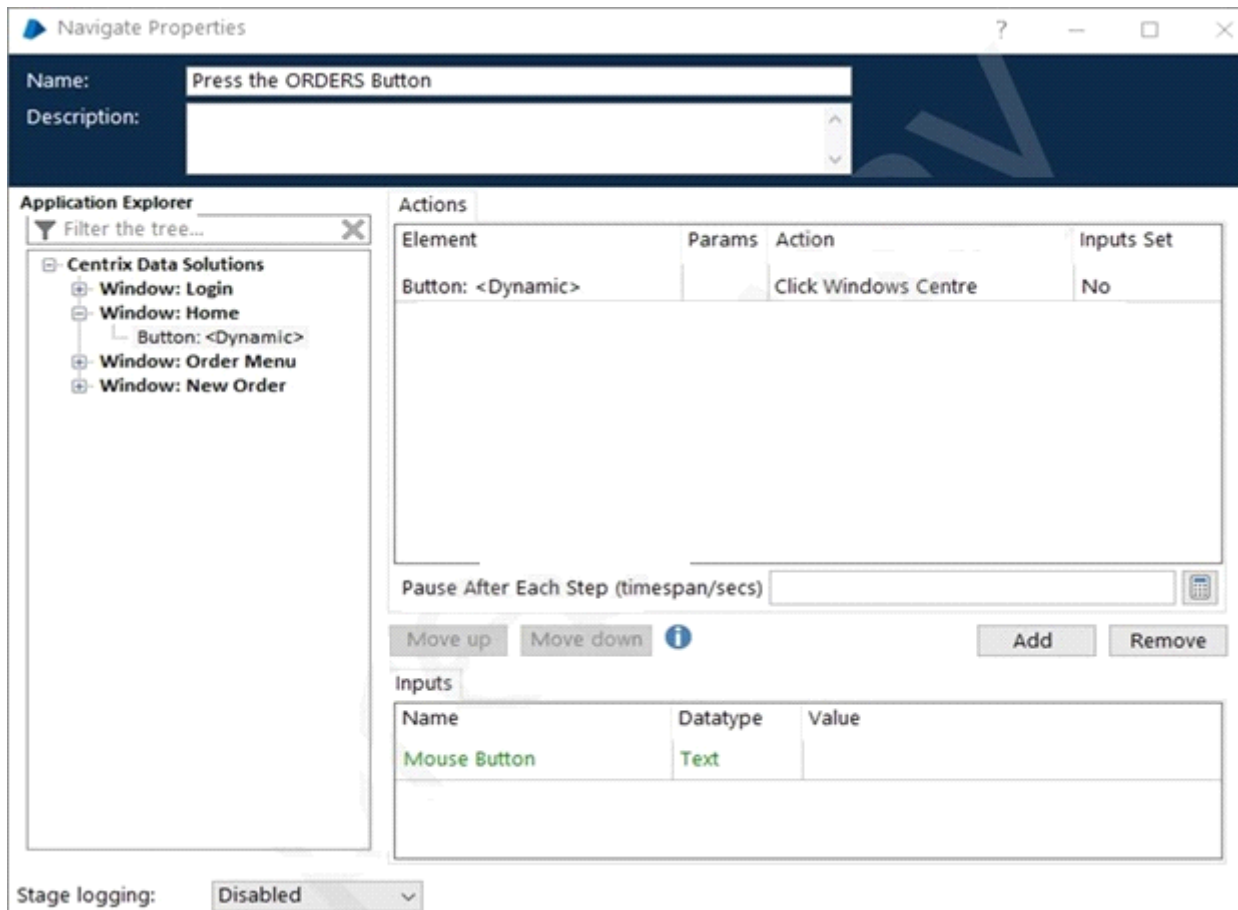 Navigate Properties
Name: Press the ORDERS Button
Description:
Application Explorer
Filter the tree...
Centrix Data Solutions
Window: Login
Window: Home
Button: <Dynamic>
Window: Order Menu
Window: New Order
Actions
Element Params Action Inputs Set
Button: <Dynamic> Click Windows Centre No
Pause After Each Step (timespan/secs)
Move up Move down Add Remove
Inputs
Name Datatype Value
Mouse Button Text
Stage logging: Disabled